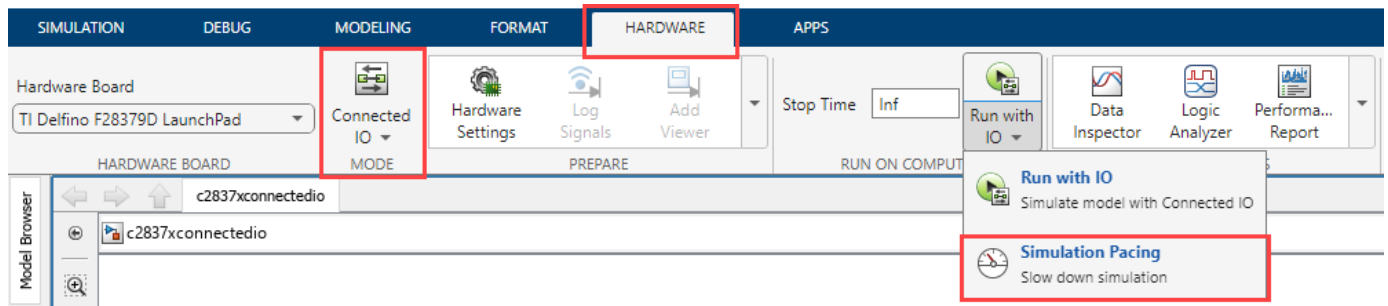 SIMULATION DEBUG MODELING FORMAT HARDWARE APPS
Hardware Board
TI Delfino F28379D LaunchPad
HARDWARE BOARD
Connected
IO
MODE
Hardware
Settings
Log
Signals
Add
Viewer
PREPARE
Stop Time Inf
Run with
IO
RUN ON COMPUT
Data
Inspector
Logic
Analyzer
Performa...
Report
S
Run with IO
Simulate model with Connected IO
Simulation Pacing
Slow down simulation
Model Browser
c2837xconnectedio
c2837xconnectedio